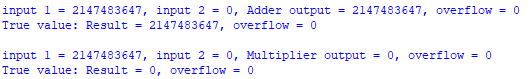 input 1 = 2147483647, input 2 = 0, Adder output = 2147483647, overflow = 0
True value: Result = 2147483647, overflow = 0
input 1 = 2147483647, input 2 = 0, Multiplier output = 0, overflow = 0
True value: Result = 0, overflow = 0